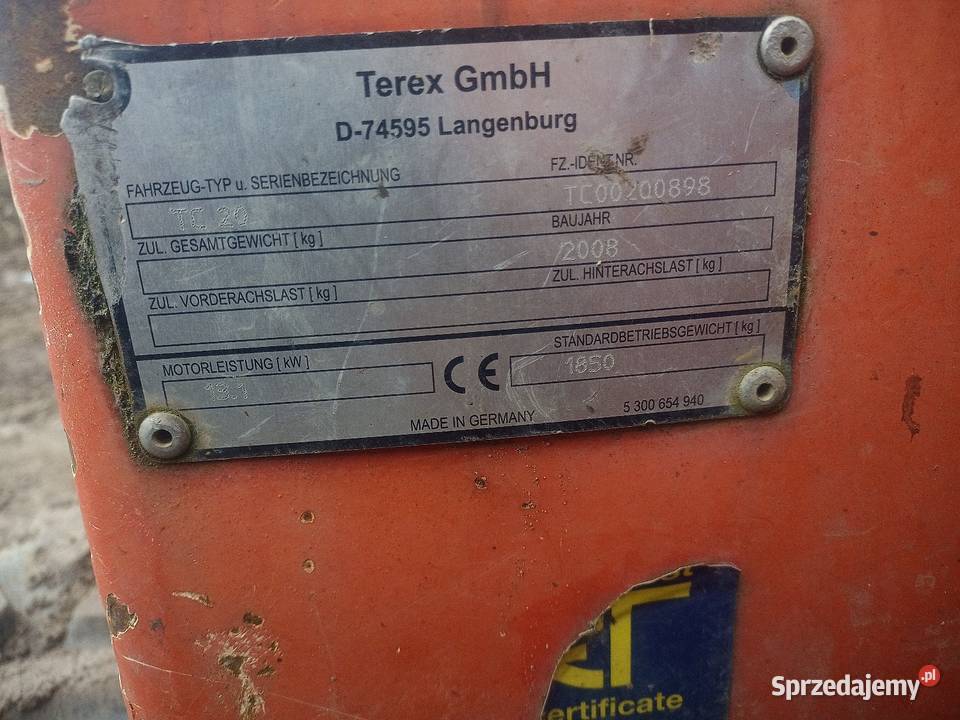 Terex GmbH
D-74595 Langenburg
FAHRZEUG-TYP u. SERIENBEZEICHNUNG FZ.-IDENT.NR.
TC 20 TC00200898
ZUL. GESAMTGEWICHT [ kg ] BAUJAHR
2008
ZUL. VORDERACHSLAST [ kg ] ZUL. HINTERACHSLAST [ kg ]
MOTORLEISTUNG [ kW ] STANDARDBETRIEBSGEWICHT [ kg ]
13.1 CE 1850
MADE IN GERMANY 5 300 654 940
ertificate
Sprzedajemy.pl